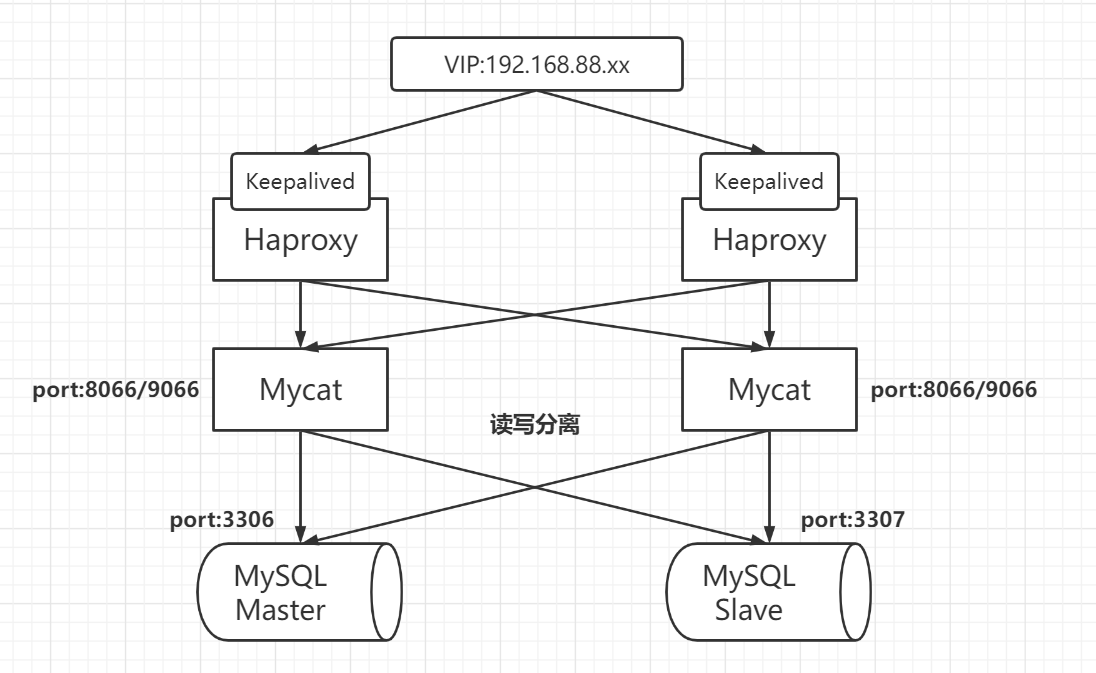 VIP:192.168.88.xx
Keepalived
Keepalived
Haproxy
Haproxy
port:8066/9066
Mycat
Mycat
port:8066/9066
读写分离
port:3306
port:3307
MySQL
Master
MySQL
Slave